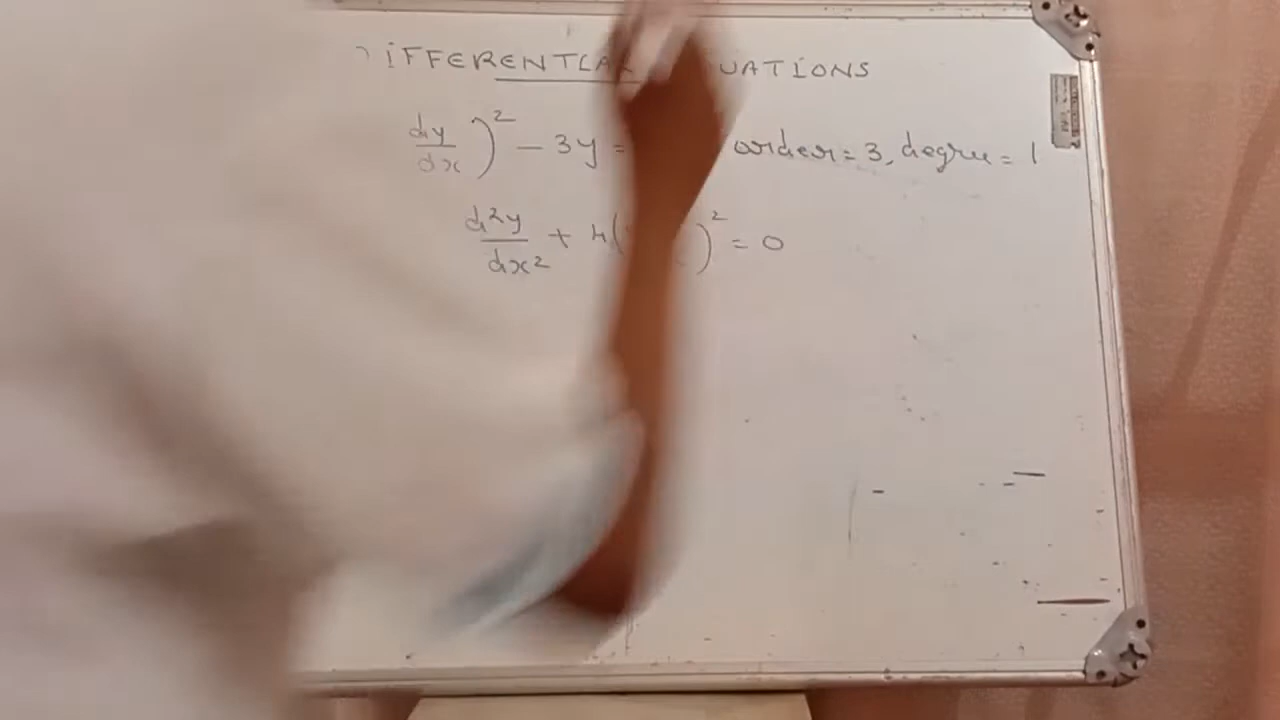 DIFFERENTIAL EQUATIONS
dy/dx )² - 3y = order = 3, degree = 1
d²y/dx² + 4( )² = 0